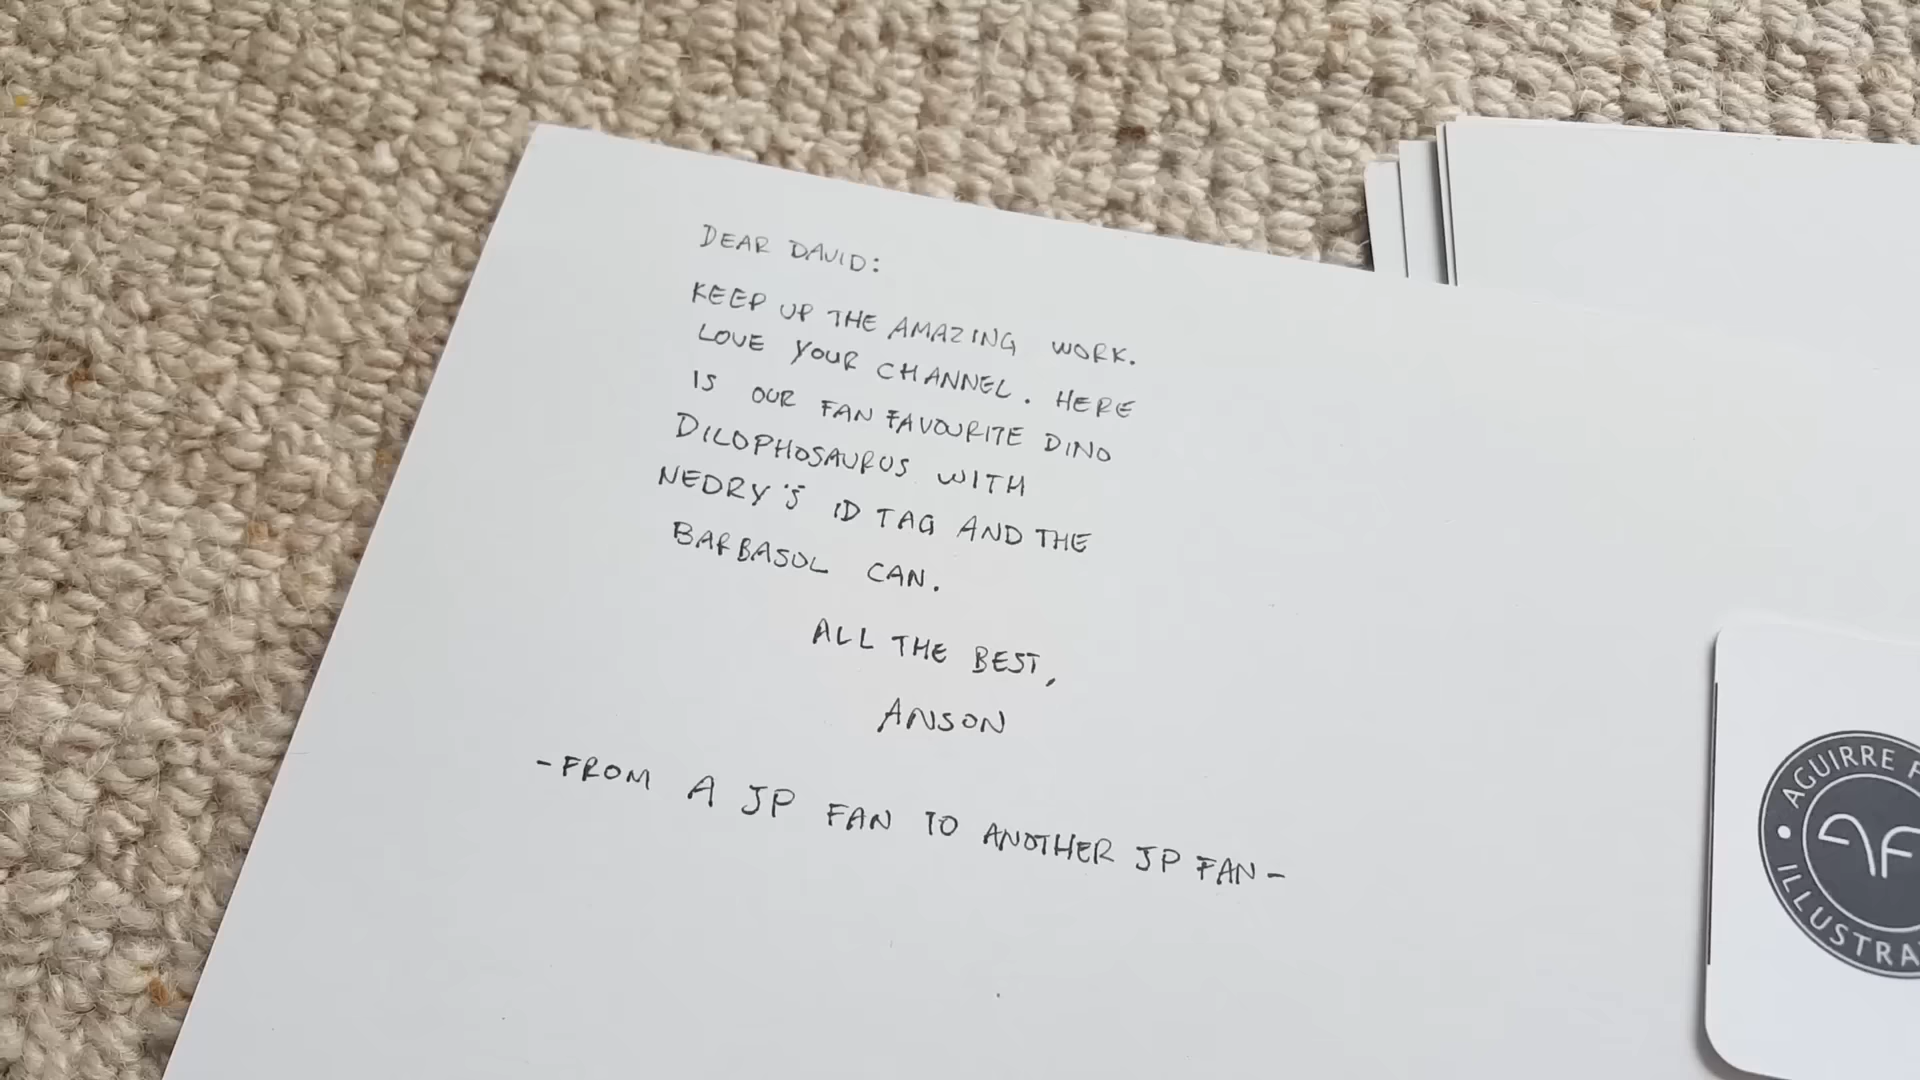 DEAR DAVID:
KEEP UP THE AMAZING WORK.
LOVE YOUR CHANNEL. HERE
IS OUR FAN FAVOURITE DINO
DILOPHOSAURUS WITH
NEDRY'S ID TAG AND THE
BARBASOL CAN.
ALL THE BEST,
ANSON
-FROM A JP FAN TO ANOTHER JP FAN-
AGUIRRE
AF